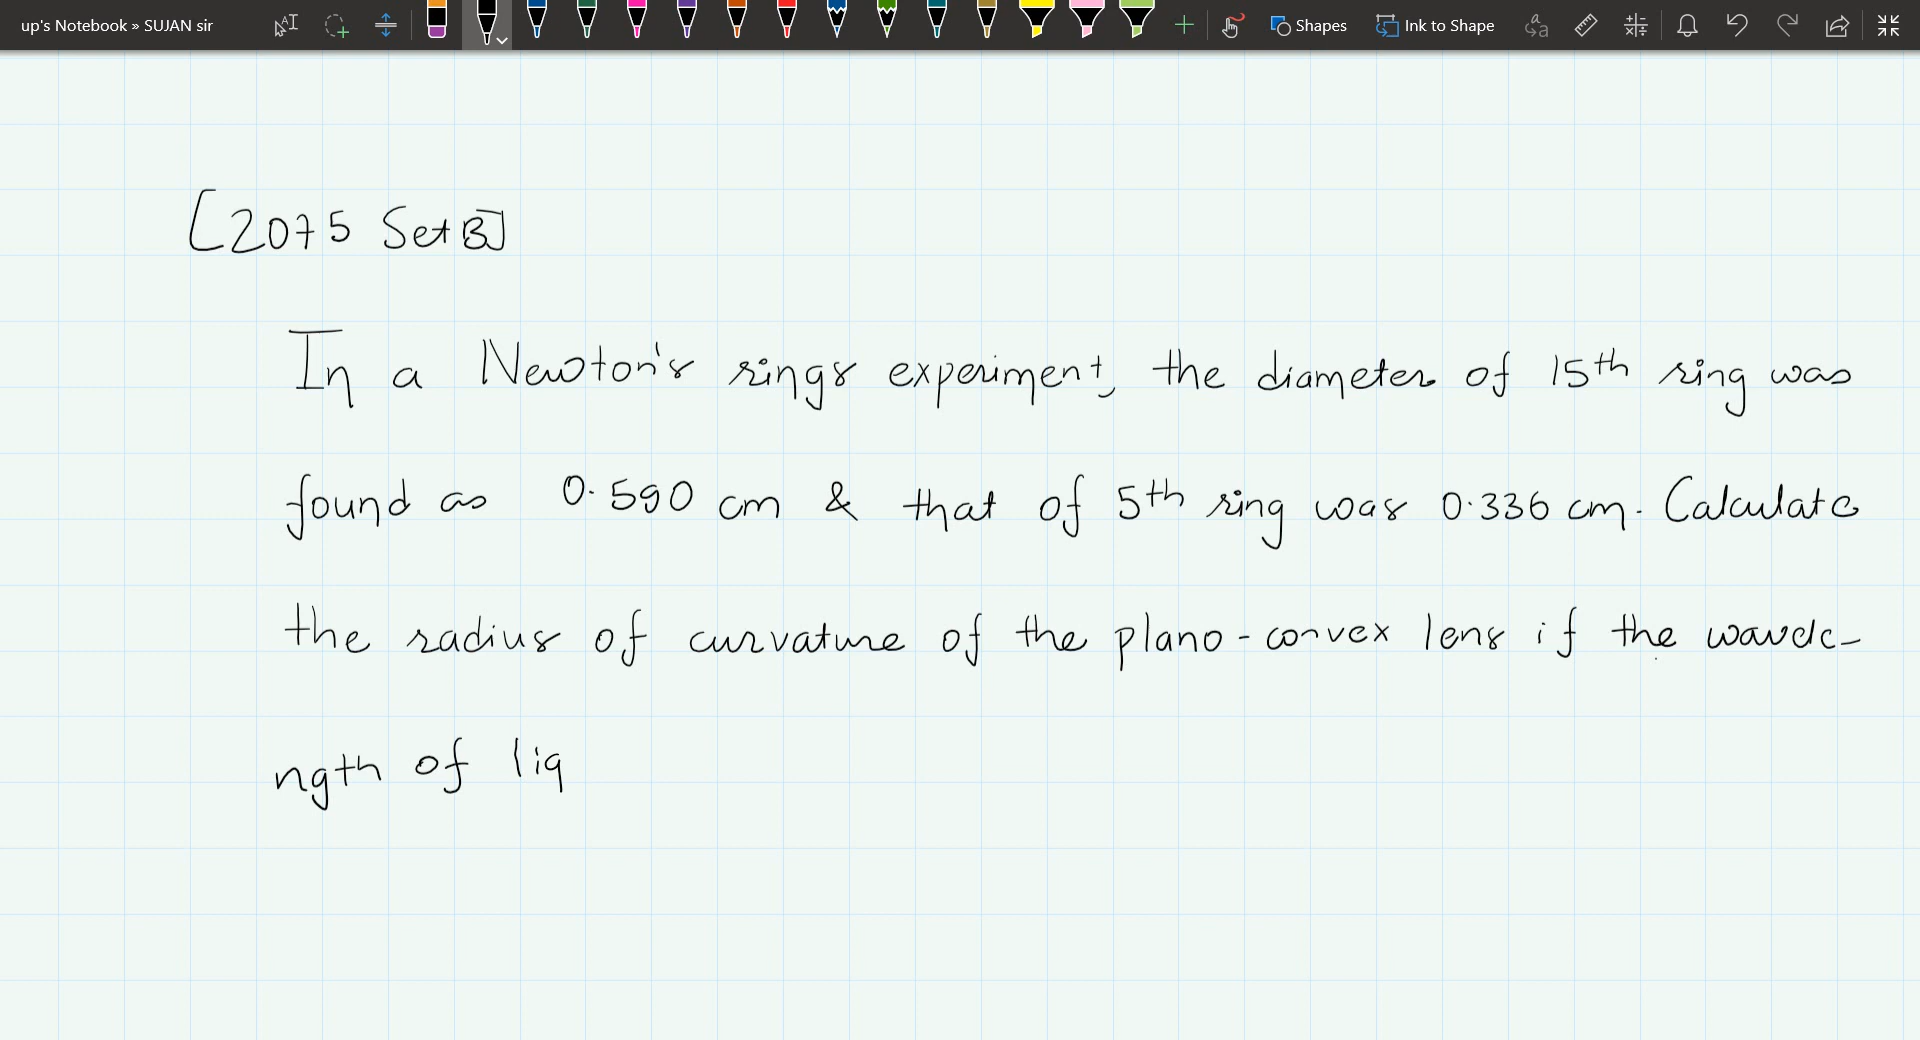 up's Notebook » SUJAN sir
Shapes
Ink to Shape
[2075 Set B]
In a Newton's rings experiment, the diameter of 15th ring was
found as 0.590 cm & that of 5th ring was 0.336 cm. Calculate
the radius of curvature of the plano-convex lens if the wavele-
ngth of lig